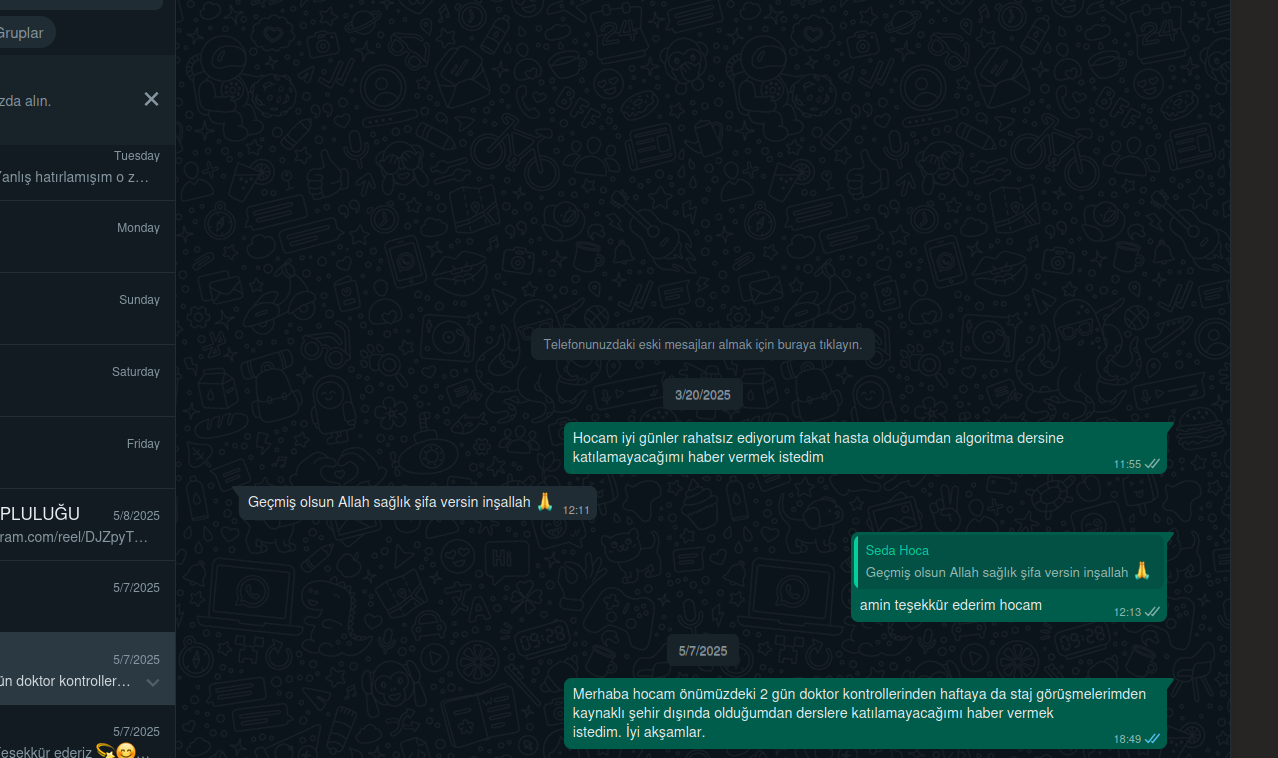 Gruplar
zda alın.
Tuesday
Yanlış hatırlamışım o z…
Monday
Sunday
Saturday
Friday
PLULUĞU 5/8/2025
ram.com/reel/DJZpyT…
5/7/2025
5/7/2025
ün doktor kontroller…
5/7/2025
Teşekkür ederiz 💫😊…
Telefonunuzdaki eski mesajları almak için buraya tıklayın.
3/20/2025
Hocam iyi günler rahatsız ediyorum fakat hasta olduğumdan algoritma dersine
katılamayacağımı haber vermek istedim
11:55
Geçmiş olsun Allah sağlık şifa versin inşallah 🙏
12:11
Seda Hoca
Geçmiş olsun Allah sağlık şifa versin inşallah 🙏
amin teşekkür ederim hocam
12:13
5/7/2025
Merhaba hocam önümüzdeki 2 gün doktor kontrollerinden haftaya da staj görüşmelerimden
kaynaklı şehir dışında olduğumdan derslere katılamayacağımı haber vermek
istedim. İyi akşamlar.
18:49